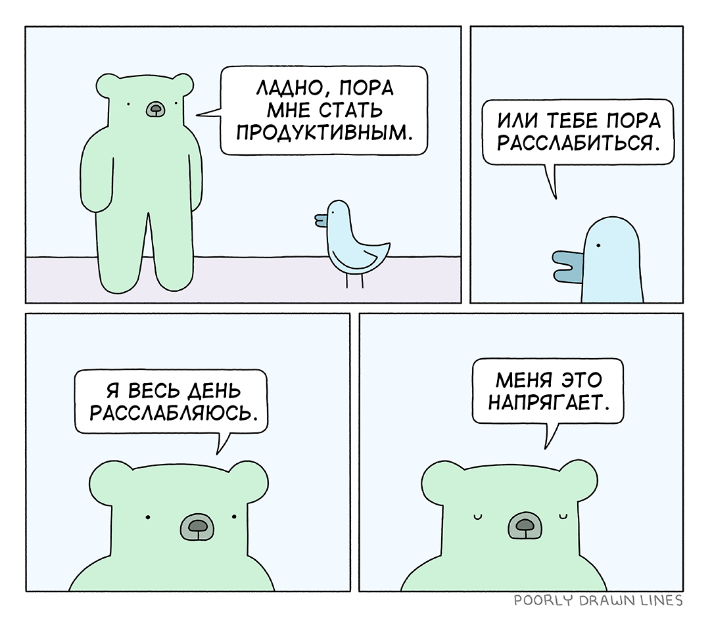 ЛАДНО, ПОРА
МНЕ СТАТЬ
ПРОДУКТИВНЫМ.
ИЛИ ТЕБЕ ПОРА
РАССЛАБИТЬСЯ.
Я ВЕСЬ ДЕНЬ
РАССЛАБЛЯЮСЬ.
МЕНЯ ЭТО
НАПРЯГАЕТ.
POORLY DRAWN LINES